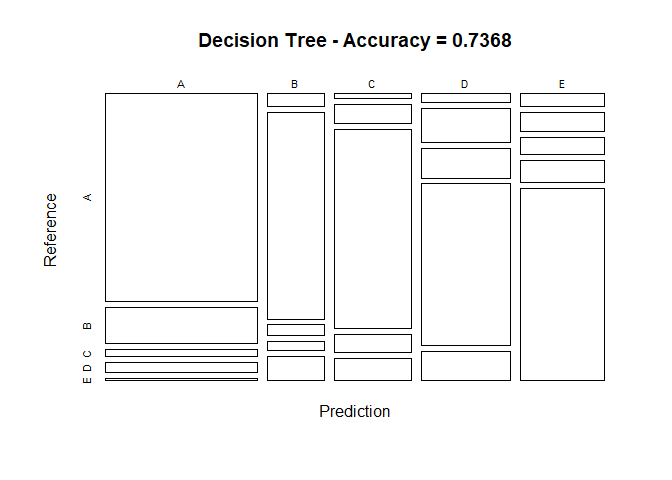 Decision Tree - Accuracy = 0.7368
A B C D E
Reference
A
B
C
D
E
Prediction